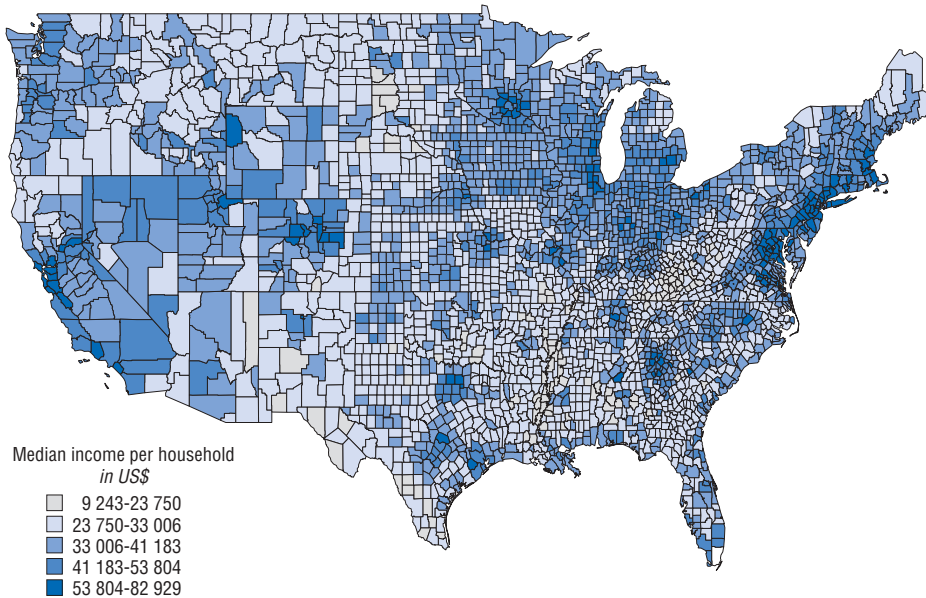 Median income per household
in US$
9 243-23 750
23 750-33 006
33 006-41 183
41 183-53 804
53 804-82 929